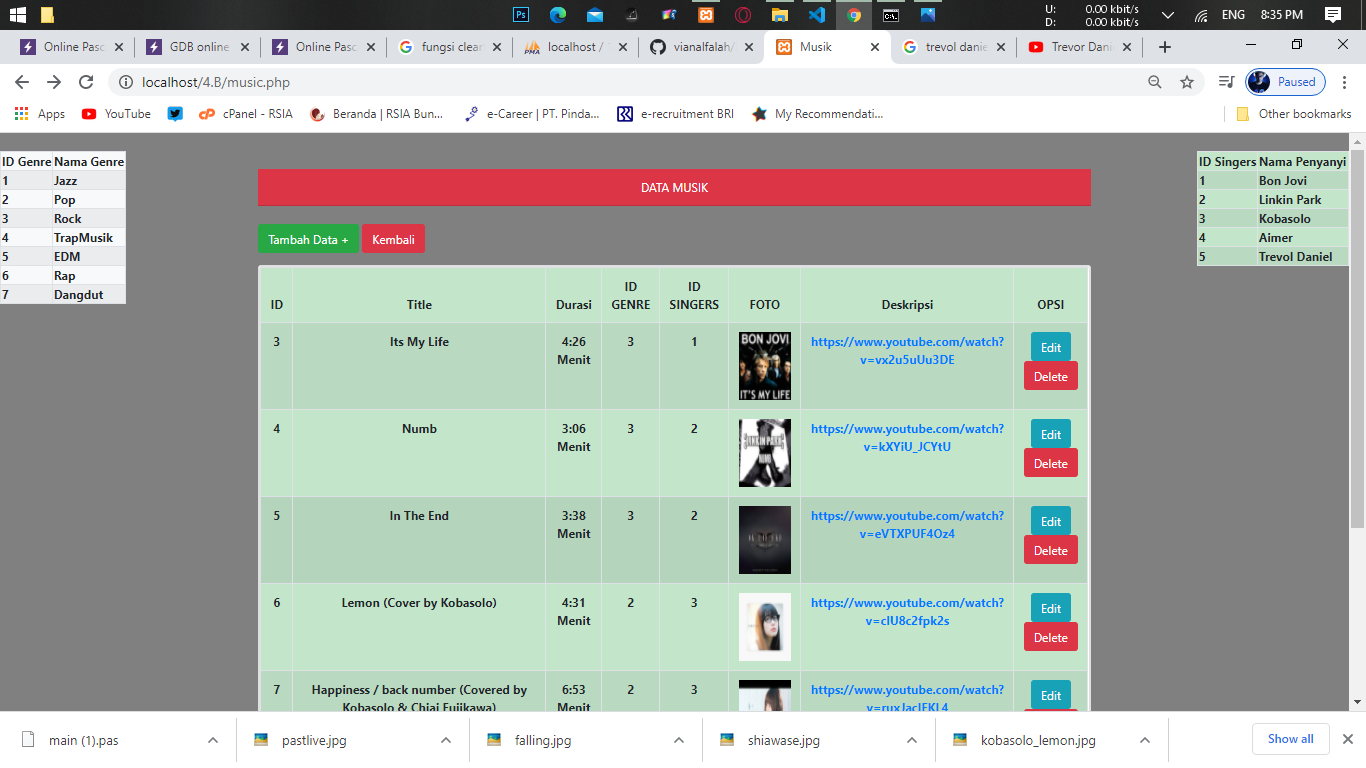 U: 0.00 kbit/s
D: 0.00 kbit/s
ENG 8:35 PM
Online Pasc
GDB online
Online Pasc
fungsi clear
localhost /
vianalfalah/
Musik
trevol danie
Trevor Dani
localhost/4.B/music.php
Paused
Apps
YouTube
cPanel - RSIA
Beranda | RSIA Bun...
e-Career | PT. Pinda...
e-recruitment BRI
My Recommendati...
Other bookmarks
ID Genre Nama Genre
1 Jazz
2 Pop
3 Rock
4 TrapMusik
5 EDM
6 Rap
7 Dangdut
DATA MUSIK
Tambah Data + Kembali
ID Singers Nama Penyanyi
1 Bon Jovi
2 Linkin Park
3 Kobasolo
4 Aimer
5 Trevol Daniel
ID Title Durasi ID GENRE ID SINGERS FOTO Deskripsi OPSI
3 Its My Life 4:26 Menit 3 1
BON JOVI
IT'S MY LIFE
https://www.youtube.com/watch?
v=vx2u5uUu3DE
Edit
Delete
4 Numb 3:06 Menit 3 2
https://www.youtube.com/watch?
v=kXYiU_JCYtU
Edit
Delete
5 In The End 3:38 Menit 3 2
https://www.youtube.com/watch?
v=eVTXPUF4Oz4
Edit
Delete
6 Lemon (Cover by Kobasolo) 4:31 Menit 2 3
https://www.youtube.com/watch?
v=clU8c2fpk2s
Edit
Delete
7 Happiness / back number (Covered by
Kobasolo & Chiai Fujikawa)
6:53 Menit 2 3
https://www.youtube.com/watch?
v=ruxJacIFKL4
Edit
main (1).pas
pastlive.jpg
falling.jpg
shiawase.jpg
kobasolo_lemon.jpg
Show all